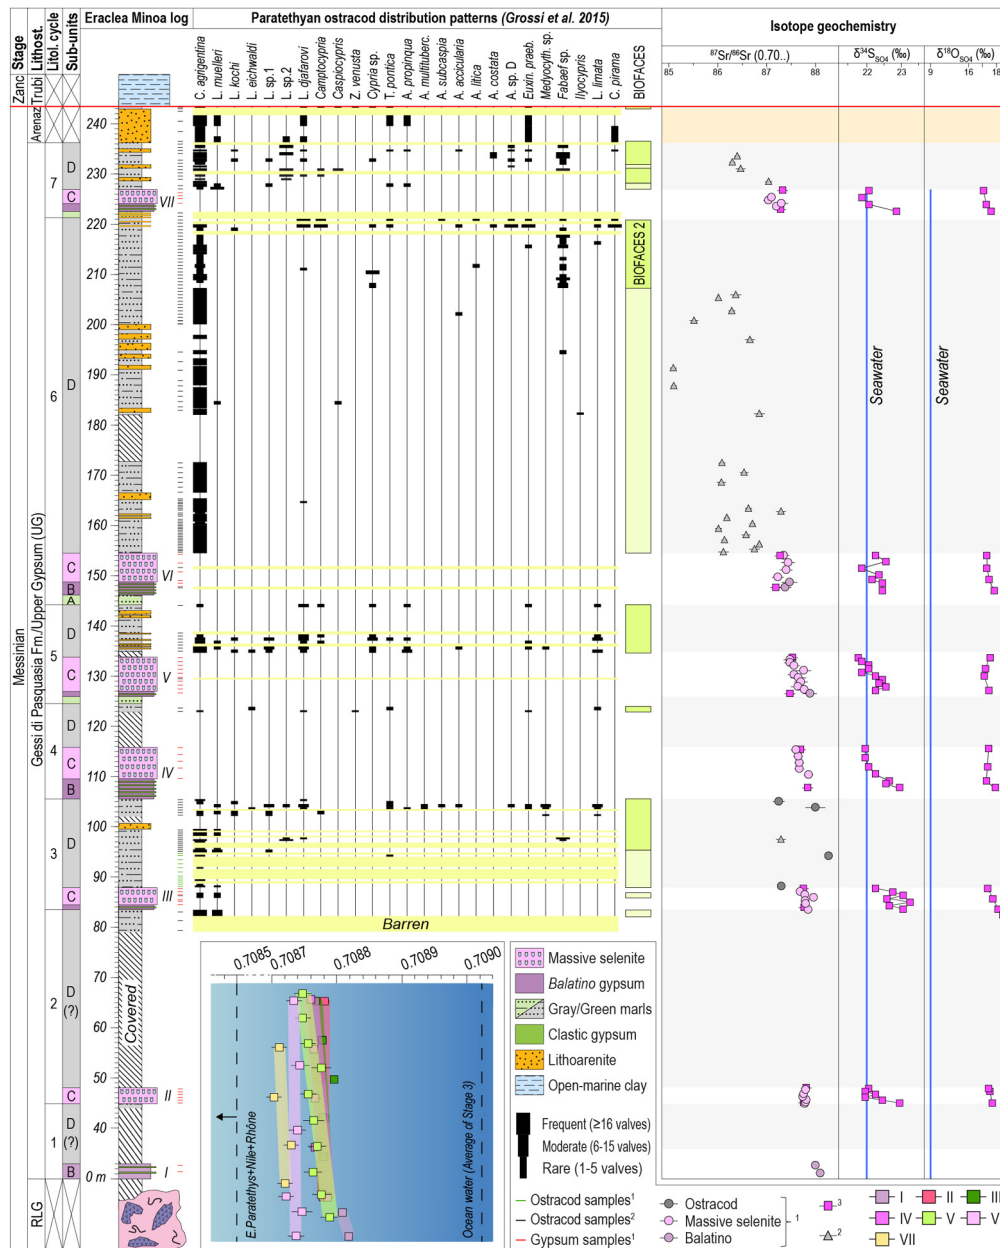 Eraclea Minoa log
Paratethyan ostracod distribution patterns (Grossi et al. 2015)
Isotope geochemistry
Stage
Lithost.
Litol. cycle
Sub-units
C. agrigentina
L. muelleri
L. kochi
L. eichwaldi
L. sp.1
L. sp.2
L. djafarovi
Camptocypria
Caspiocypris
Z. venusta
Cypria sp.
T. pontica
A. propinqua
A. multituberc.
A. subcaspia
A. accicularia
A. litica
A. costata
A. sp. D
Euxin. praeb.
Medyocyth. sp.
Fabaef sp.
Ilyocypris
L. limata
C. pirama
BIOFACES
87Sr/86Sr (0.70..)
85 86 87 88
δ34S SO4 (‰)
22 23
δ18O SO4 (‰)
9 16 18
Zanc
Trubi
Arenaz
Messinian
Gessi di Pasquasia Fm./Upper Gypsum (UG)
RLG
240
230
220
210
200
190
180
170
160
150
140
130
120
110
100
90
80
70
60
50
40
0 m
7
6
5
4
3
2
1
D
C
D
C
B
A
D
C
D
C
B
D
C
D (?)
C
D (?)
B
VII
VI
V
IV
III
II
I
Covered
BIOFACES 2
Seawater
Seawater
Barren
0.7085
0.7087
0.7088
0.7089
0.7090
E.Paratethys+Nile+Rhône
Ocean water (Average of Stage 3)
Massive selenite
Balatino gypsum
Gray/Green marls
Clastic gypsum
Lithoarenite
Open-marine clay
Frequent (≥16 valves)
Moderate (6-15 valves)
Rare (1-5 valves)
Ostracod samples1
Ostracod samples2
Gypsum samples1
Ostracod
Massive selenite
Balatino
1
3
2
I II III
IV V V
VII